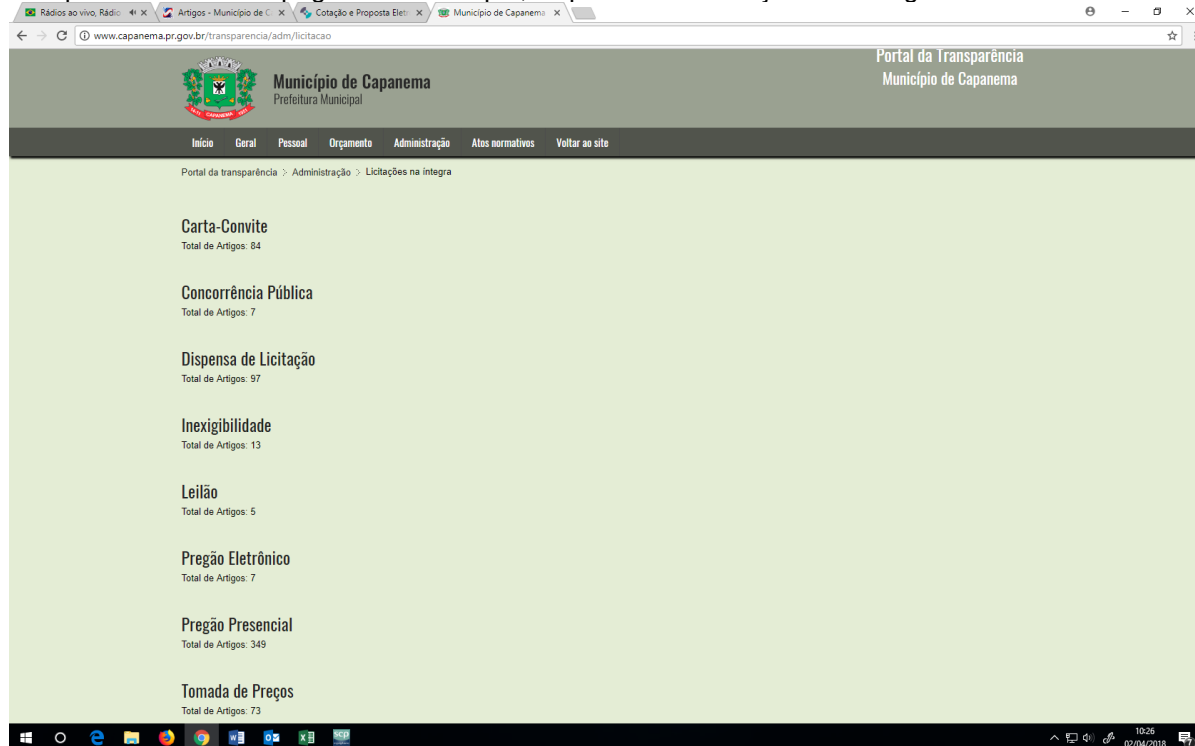 Rádios ao vivo, Rádio
Artigos - Município de C
Cotação e Proposta Elet
Município de Capanema
www.capanema.pr.gov.br/transparencia/adm/licitacao
Portal da Transparência
Município de Capanema
Município de Capanema
Prefeitura Municipal
CAPANEMA
Início Geral Pessoal Orçamento Administração Atos normativos Voltar ao site
Portal da transparência > Administração > Licitações na íntegra
Carta-Convite
Total de Artigos: 84
Concorrência Pública
Total de Artigos: 7
Dispensa de Licitação
Total de Artigos: 97
Inexigibilidade
Total de Artigos: 13
Leilão
Total de Artigos: 5
Pregão Eletrônico
Total de Artigos: 7
Pregão Presencial
Total de Artigos: 349
Tomada de Preços
Total de Artigos: 73
SCP
10:26
02/04/2018